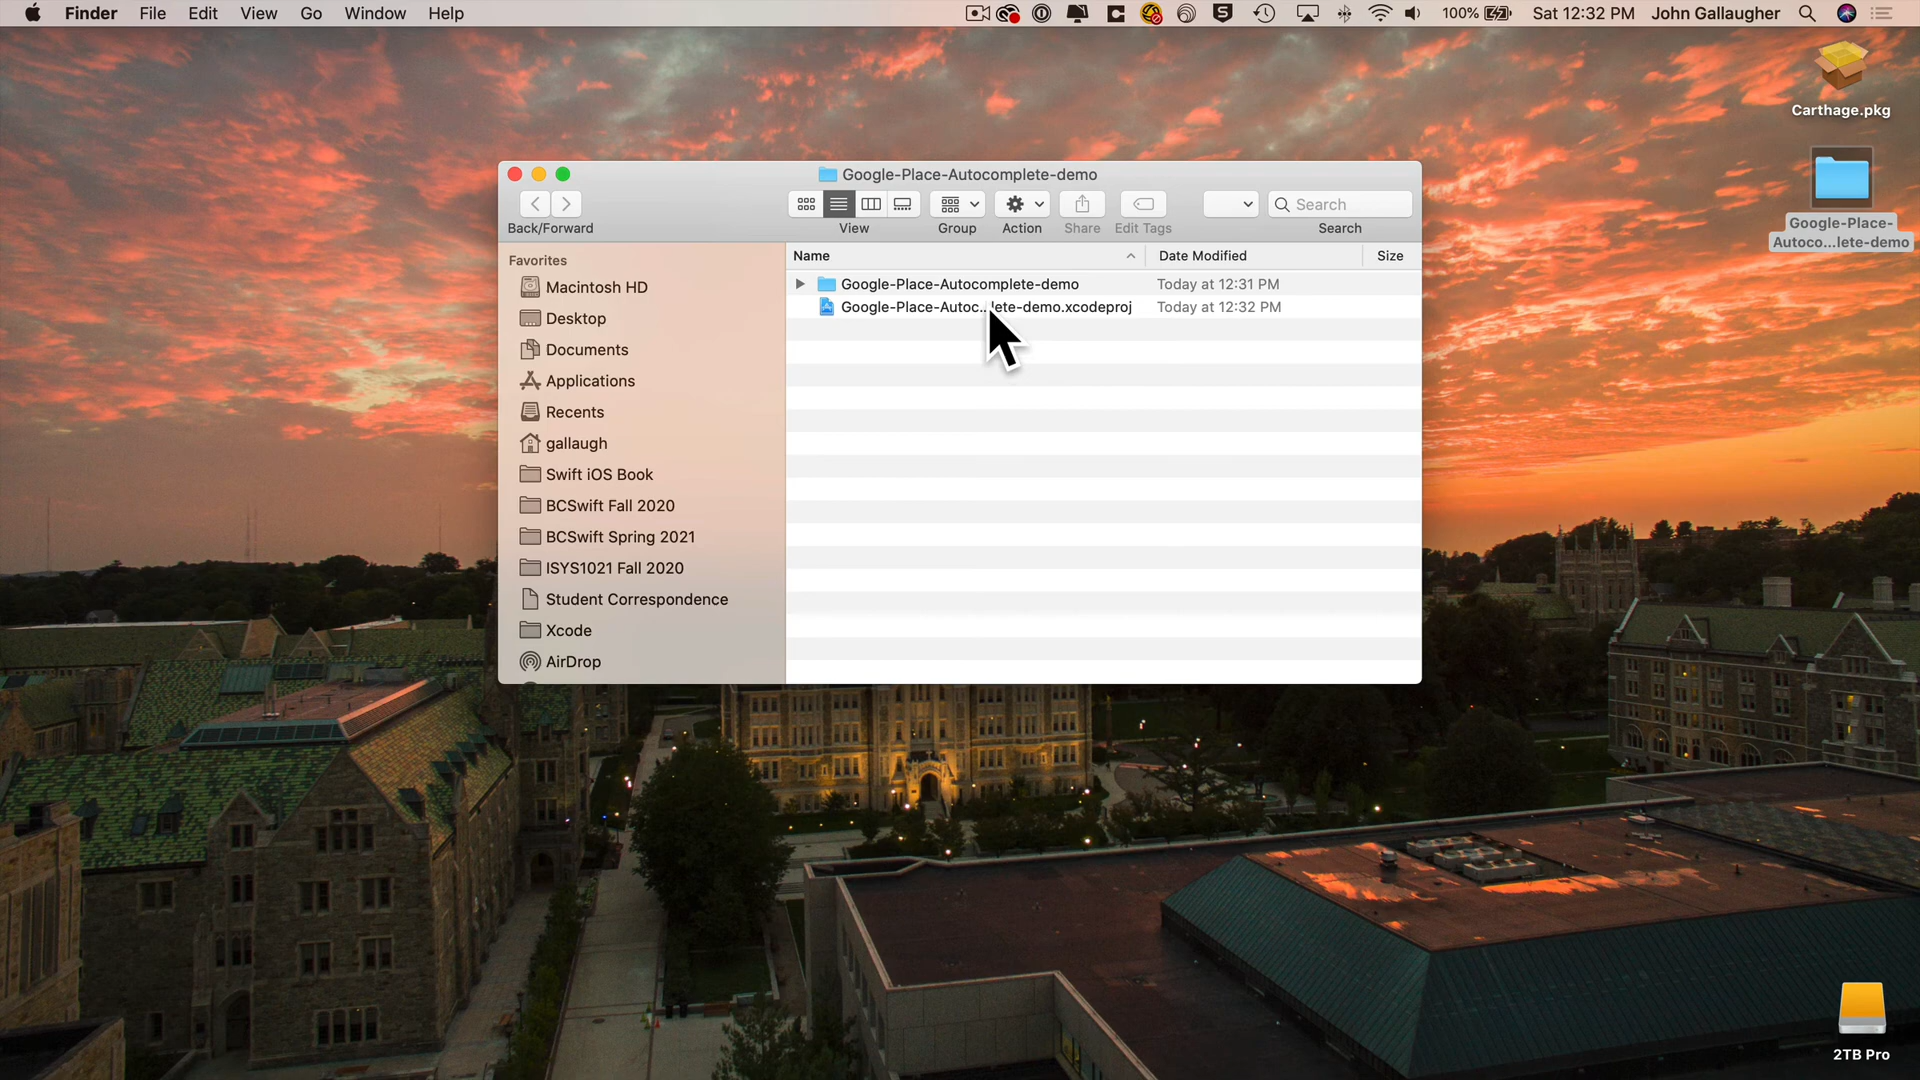 Finder File Edit View Go Window Help 100% Sat 12:32 PM John Gallaugher
Carthage.pkg
Google-Place-
Autoco...lete-demo
Google-Place-Autocomplete-demo
Search
Back/Forward View Group Action Share Edit Tags Search
Favorites
Macintosh HD
Desktop
Documents
Applications
Recents
gallaugh
Swift iOS Book
BCSwift Fall 2020
BCSwift Spring 2021
ISYS1021 Fall 2020
Student Correspondence
Xcode
AirDrop
Name Date Modified Size
Google-Place-Autocomplete-demo Today at 12:31 PM
Google-Place-Autoc...lete-demo.xcodeproj Today at 12:32 PM
2TB Pro